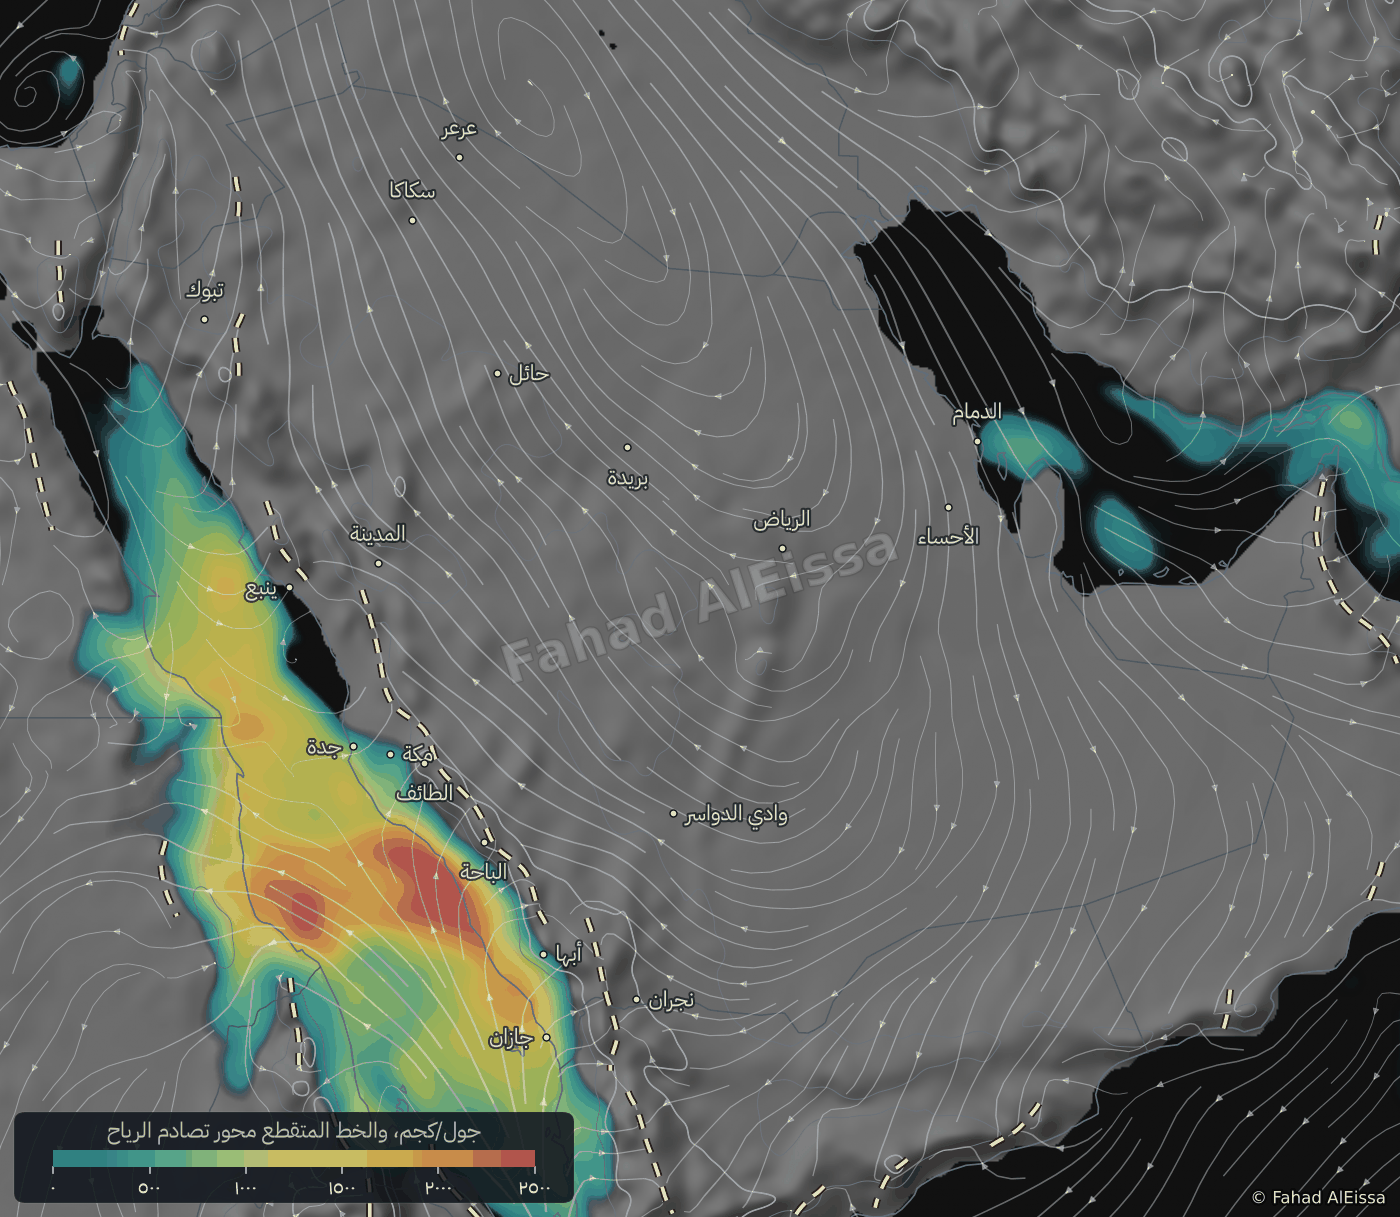 عرعر
سكاكا
تبوك
حائل
الدمام
بريدة
الرياض
الأحساء
المدينة
ينبع
Fahad AlEissa
جدة
مكة
الطائف
وادي الدواسر
الباحة
أبها
نجران
جازان
جول/كجم، والخط المتقطع محور تصادم الرياح
٠ ٥٠٠ ١٠٠٠ ١٥٠٠ ٢٠٠٠ ٢٥٠٠
© Fahad AlEissa